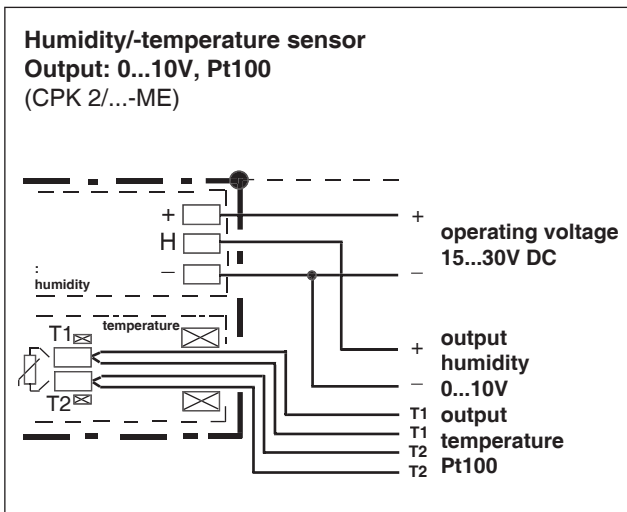 Humidity/-temperature sensor
Output: 0...10V, Pt100
(CPK 2/...-ME)
+
H
−
:
humidity
temperature
T1
T2
+
operating voltage
15...30V DC
−
+
output
humidity
−
0...10V
T1
output
T1
temperature
T2
Pt100
T2